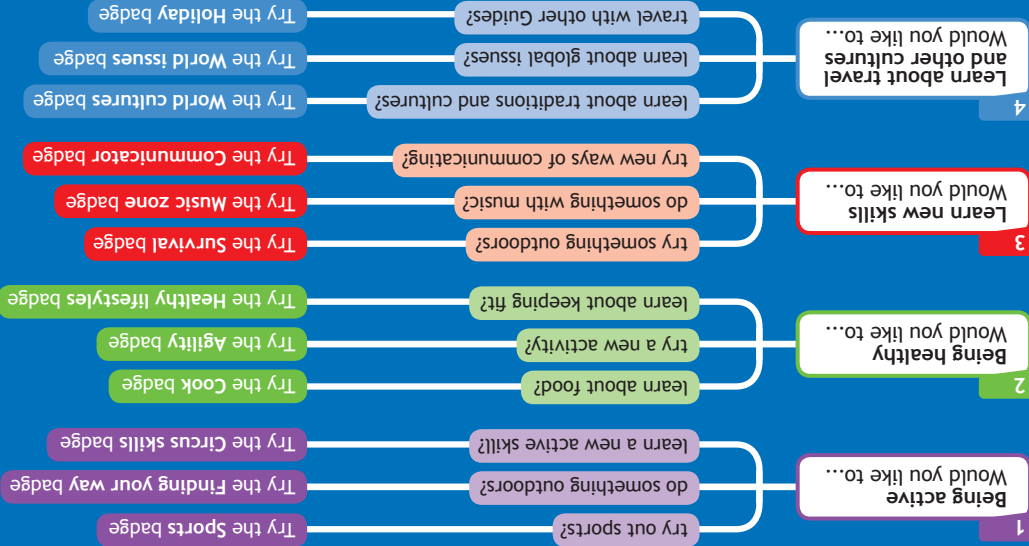 1
Being active
Would you like to…
try out sports?
Try the Sports badge
do something outdoors?
Try the Finding your way badge
learn a new active skill?
Try the Circus skills badge
2
Being healthy
Would you like to…
learn about food?
Try the Cook badge
try a new activity?
Try the Agility badge
learn about keeping fit?
Try the Healthy lifestyles badge
3
Learn new skills
Would you like to…
try something outdoors?
Try the Survival badge
do something with music?
Try the Music zone badge
try new ways of communicating?
Try the Communicator badge
4
Learn about travel
and other cultures
Would you like to…
learn about traditions and cultures?
Try the World cultures badge
learn about global issues?
Try the World issues badge
travel with other Guides?
Try the Holiday badge